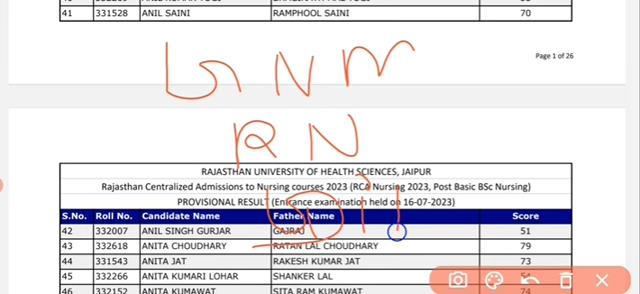 41 331528 ANIL SAINI RAMPHOOL SAINI 70
Page 1 of 26
GNM
RN
RAJASTHAN UNIVERSITY OF HEALTH SCIENCES, JAIPUR
Rajasthan Centralized Admissions to Nursing courses 2023 (RCA Nursing 2023, Post Basic BSc Nursing)
PROVISIONAL RESULT (Entrance examination held on 16-07-2023)
S.No. Roll No. Candidate Name Father Name Score
42 332007 ANIL SINGH GURJAR GAJRAJ 51
43 332618 ANITA CHOUDHARY RATAN LAL CHOUDHARY 79
44 331543 ANITA JAT RAKESH KUMAR JAT 73
45 332266 ANITA KUMARI LOHAR SHANKER LAL
46 332152 ANITA KUMAWAT SITA RAM KUMAWAT 74